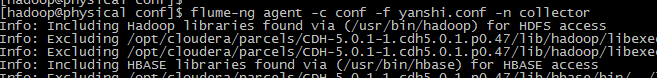 [hadoop@physical conf]$ flume-ng agent -c conf -f yanshi.conf -n collector
Info: Including Hadoop libraries found via (/usr/bin/hadoop) for HDFS access
Info: Excluding /opt/cloudera/parcels/CDH-5.0.1-1.cdh5.0.1.p0.47/lib/hadoop/libexec
Info: Excluding /opt/cloudera/parcels/CDH-5.0.1-1.cdh5.0.1.p0.47/lib/hadoop/libexec
Info: Including HBASE libraries found via (/usr/bin/hbase) for HBASE access
Info: Excluding /opt/cloudera/parcels/CDH-5.0.1-1.cdh5.0.1.p0.47/lib/hbase/bin/